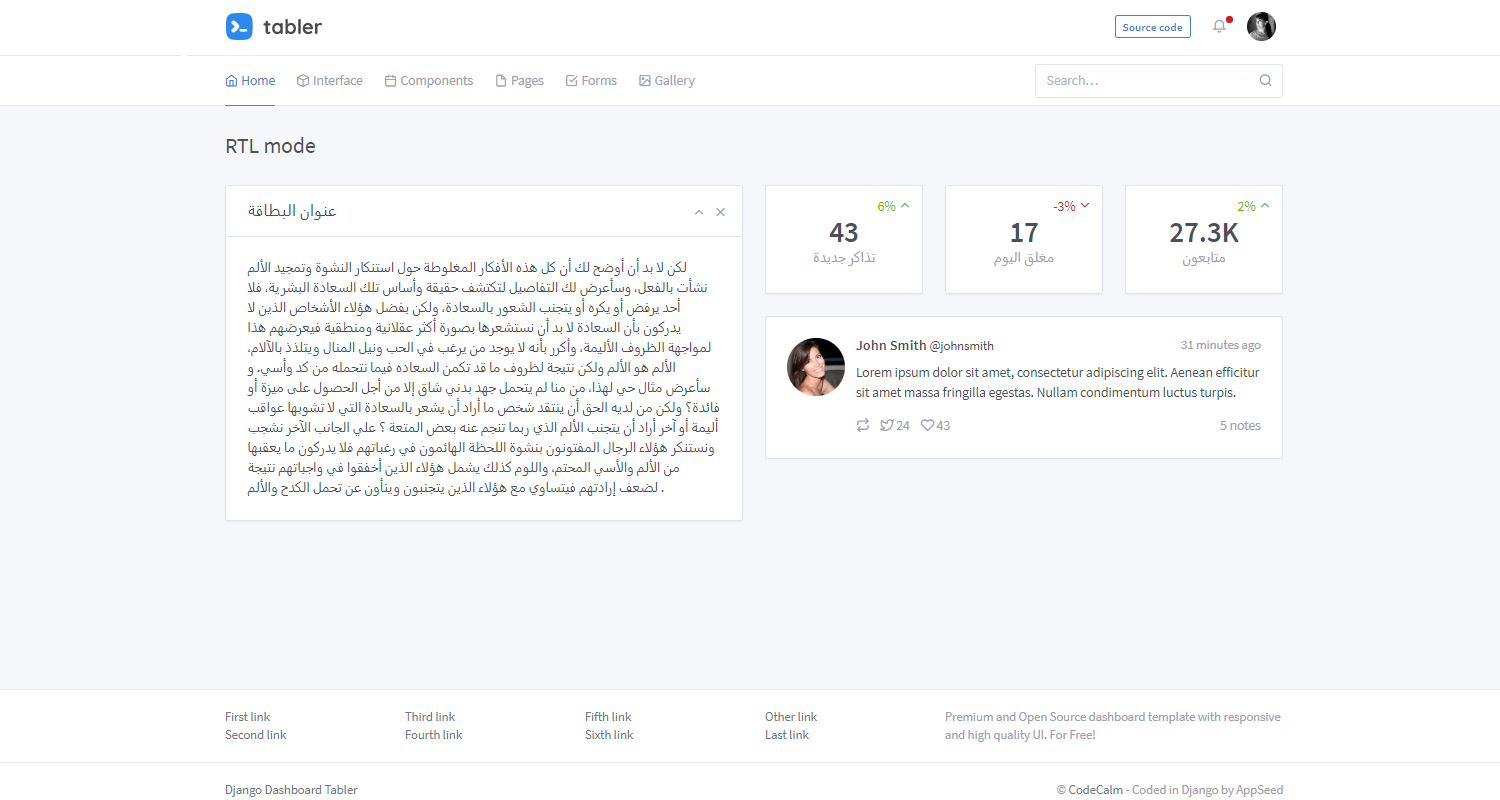 tabler
Source code
Home Interface Components Pages Forms Gallery
Search...
RTL mode
عنوان البطاقة
لكن لا بد أن أوضح لك أن كل هذه الأفكار المغلوطة حول استنكار النشوة وتمجيد الألم
نشأت بالفعل، وسأعرض لك التفاصيل لتكتشف حقيقة وأساس تلك السعادة البشرية، فلا
أحد يرفض أو يكره أو يتجنب الشعور بالسعادة، ولكن بفضل هؤلاء الأشخاص الذين لا
يدركون بأن السعادة لا بد أن نستشعرها بصورة أكثر عقلانية ومنطقية فيعرضهم هذا
لمواجهة الظروف الأليمة، وأكرر بأنه لا يوجد من يرغب في الحب ونيل المنال ويتلذذ بالآلام،
الألم هو الألم ولكن نتيجة لظروف ما قد تكمن السعاده فيما نتحمله من كد وأسي. و
سأعرض مثال حي لهذا، من منا لم يتحمل جهد بدني شاق إلا من أجل الحصول على ميزة أو
فائدة؟ ولكن من لديه الحق أن ينتقد شخص ما أراد أن يشعر بالسعادة التي لا تشوبها عواقب
أليمة أو آخر أراد أن يتجنب الألم الذي ربما تنجم عنه بعض المتعة ؟ علي الجانب الآخر نشجب
ونستنكر هؤلاء الرجال المفتونون بنشوة اللحظة الهائمون في رغباتهم فلا يدركون ما يعقبها
من الألم والأسي المحتم، واللوم كذلك يشمل هؤلاء الذين أخفقوا في واجباتهم نتيجة
لضعف إرادتهم فيتساوي مع هؤلاء الذين يتجنبون وينأون عن تحمل الكدح والألم .
6%
43
تذاكر جديدة
-3%
17
مغلق اليوم
2%
27.3K
متابعون
John Smith @johnsmith 31 minutes ago
Lorem ipsum dolor sit amet, consectetur adipiscing elit. Aenean efficitur
sit amet massa fringilla egestas. Nullam condimentum luctus turpis.
24 43 5 notes
First link
Second link
Third link
Fourth link
Fifth link
Sixth link
Other link
Last link
Premium and Open Source dashboard template with responsive
and high quality UI. For Free!
Django Dashboard Tabler
© CodeCalm - Coded in Django by AppSeed